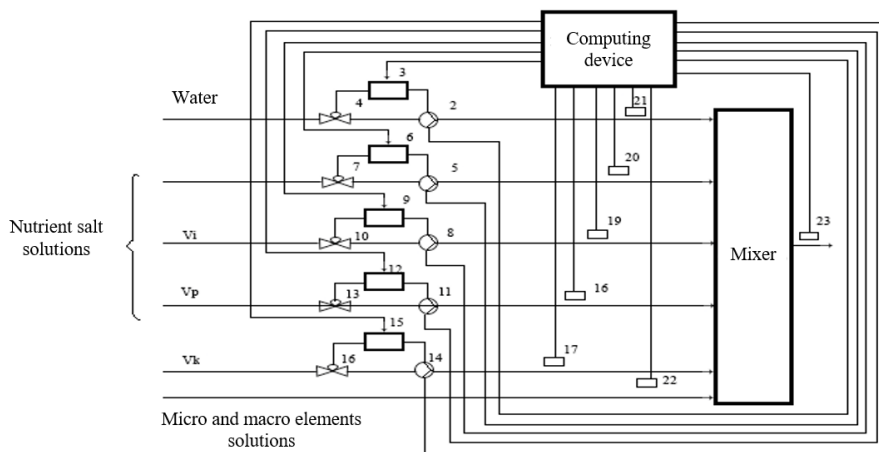 Computing
device
3
Water
4
2
21
6
7
5
20
Nutrient salt
solutions
9
19
23
Vi
10
8
Mixer
12
Vp
13
11
16
15
17
Vk
16
14
22
Micro and macro elements
solutions